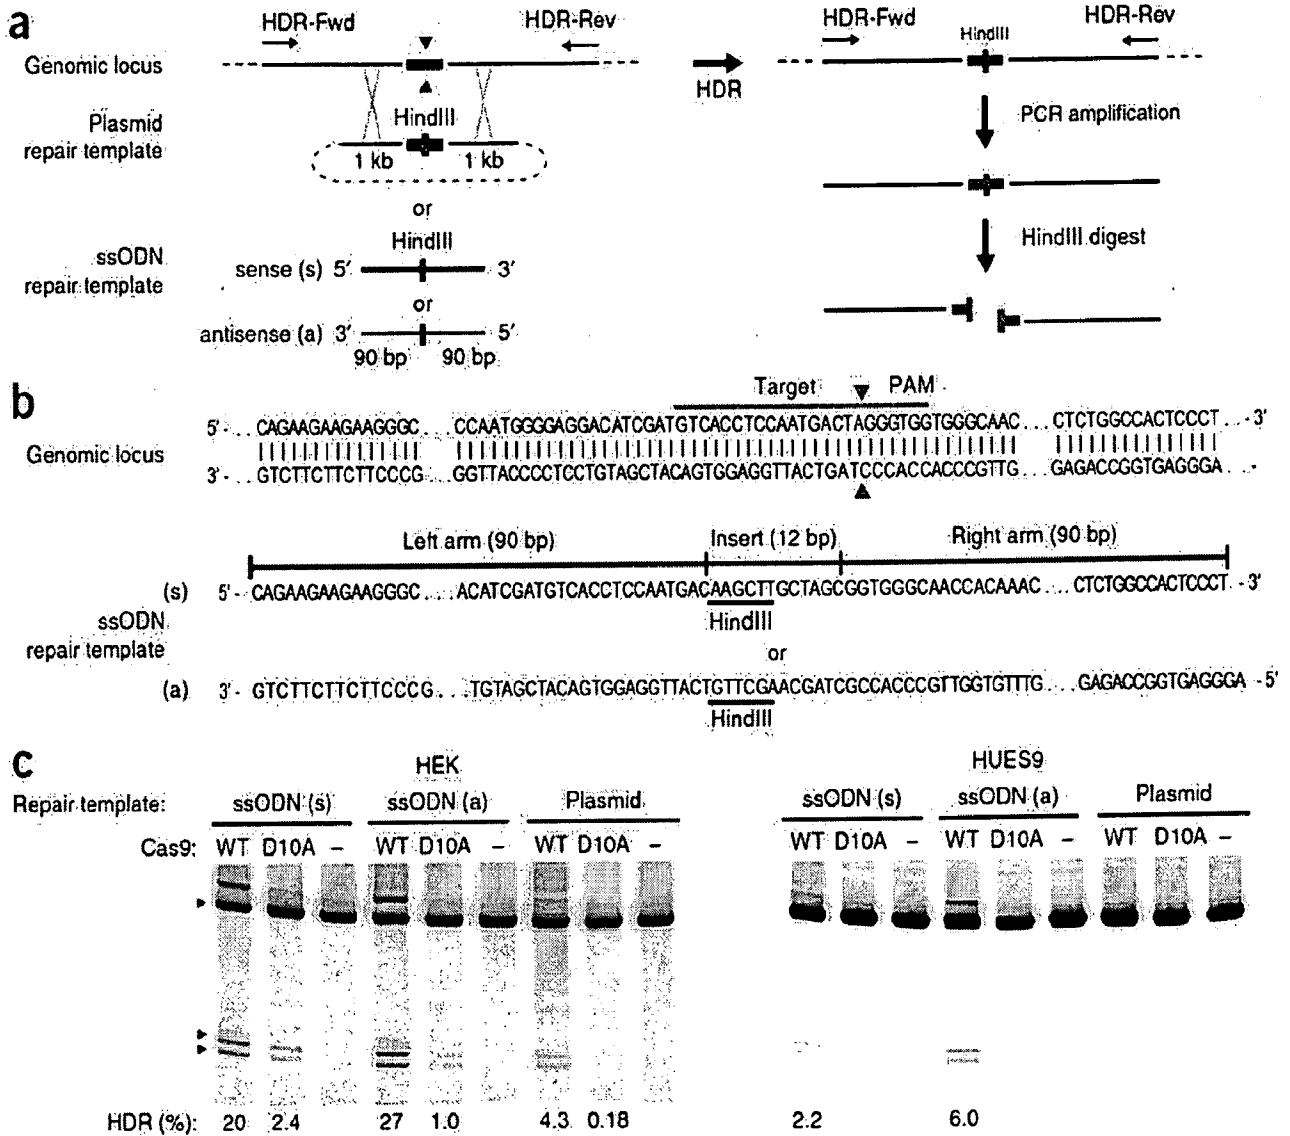 a
HDR-Fwd HDR-Rev
Genomic locus
HindIII
Plasmid
repair template
1 kb 1 kb
or
HindIII
ssODN
repair template
sense (s) 5′ 3′
or
antisense (a) 3′ 5′
90 bp 90 bp
HDR
HDR-Fwd HDR-Rev
HindIII
PCR amplification
HindIII digest
b
Target PAM
5′-...CAGAAGAAGAAGGGC...CCAATGGGGAGGACATCGATGTCACCTCCAATGACTAGGGTGGTGGGCAAC...CTCTGGCCACTCCCT...-3′
Genomic locus
3′-...GTCTTCTTCTTCCCG...GGTTACCCCTCCTGTAGCTACAGTGGAGGTTACTGATCCCACCACCCGTTG...GAGACCGGTGAGGGA...-
Left arm (90 bp) Insert (12 bp) Right arm (90 bp)
(s) 5′- CAGAAGAAGAAGGGC...ACATCGATGTCACCTCCAATGACAAGCTTGCTAGCGGTGGGCAACCACAAAC...CTCTGGCCACTCCCT -3′
HindIII
ssODN
repair template
or
(a) 3′- GTCTTCTTCTTCCCG...TGTAGCTACAGTGGAGGTTACTGTTCGAACGATCGCCACCCGTTGGTGTTTG...GAGACCGGTGAGGGA -5′
HindIII
c
HEK HUES9
Repair template: ssODN (s) ssODN (a) Plasmid ssODN (s) ssODN (a) Plasmid
Cas9: WT D10A – WT D10A – WT D10A – WT D10A – WT D10A – WT D10A –
HDR (%): 20 2.4 27 1.0 4.3 0.18 2.2 6.0